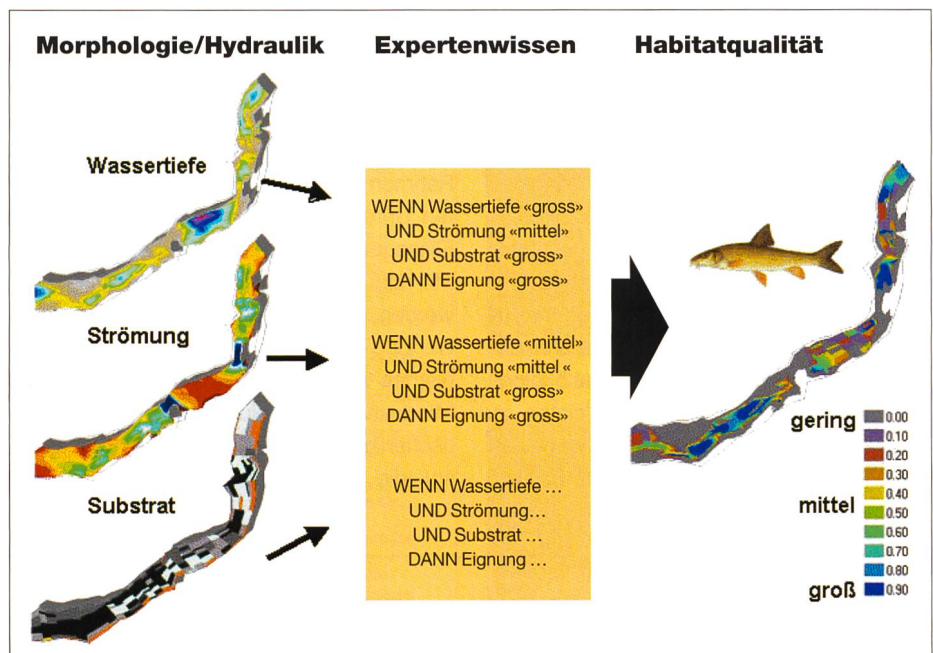 Morphologie/Hydraulik
Expertenwissen
Habitatqualität
Wassertiefe
Strömung
Substrat
WENN Wassertiefe «gross»
UND Strömung «mittel»
UND Substrat «gross»
DANN Eignung «gross»
WENN Wassertiefe «mittel»
UND Strömung «mittel «
UND Substrat «gross»
DANN Eignung «gross»
WENN Wassertiefe …
UND Strömung…
UND Substrat …
DANN Eignung …
gering
mittel
groß
0.00
0.10
0.20
0.30
0.40
0.50
0.60
0.70
0.80
0.90